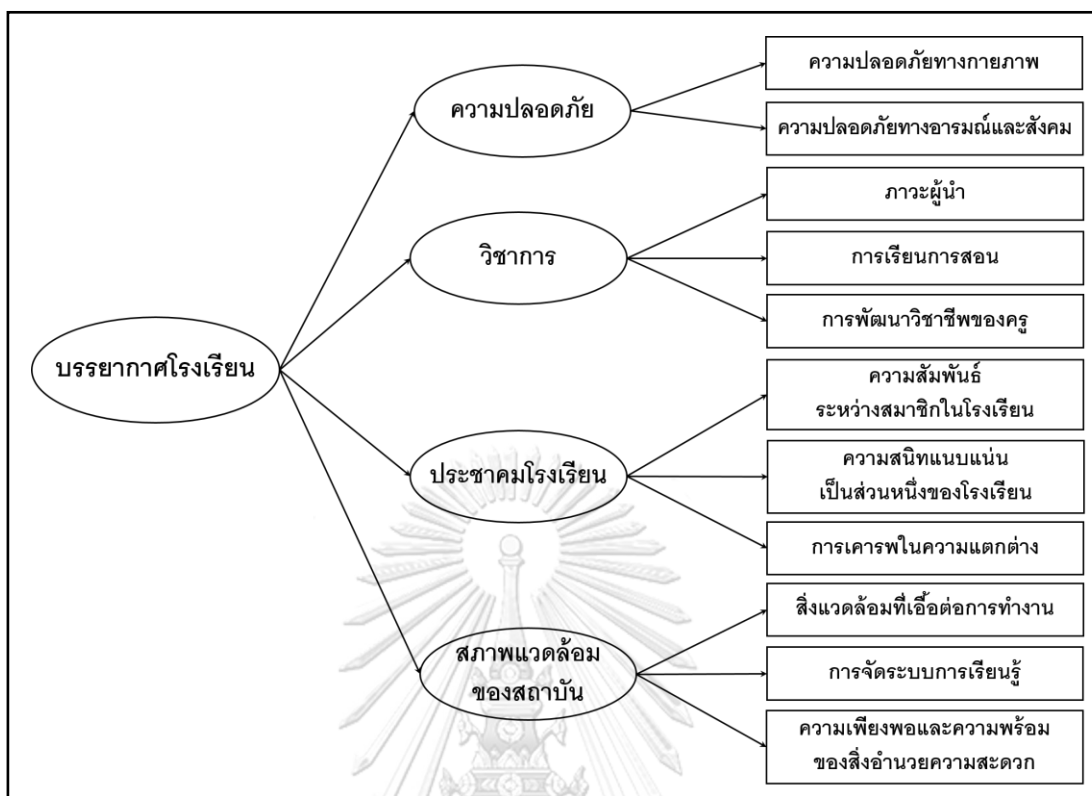 บรรยากาศโรงเรียน
ความปลอดภัย
ความปลอดภัยทางกายภาพ
ความปลอดภัยทางอารมณ์และสังคม
วิชาการ
ภาวะผู้นำ
การเรียนการสอน
การพัฒนาวิชาชีพของครู
ประชาคมโรงเรียน
ความสัมพันธ์
ระหว่างสมาชิกในโรงเรียน
ความสนิทแนบแน่น
เป็นส่วนหนึ่งของโรงเรียน
การเคารพในความแตกต่าง
สภาพแวดล้อม
ของสถาบัน
สิ่งแวดล้อมที่เอื้อต่อการทำงาน
การจัดระบบการเรียนรู้
ความเพียงพอและความพร้อม
ของสิ่งอำนวยความสะดวก